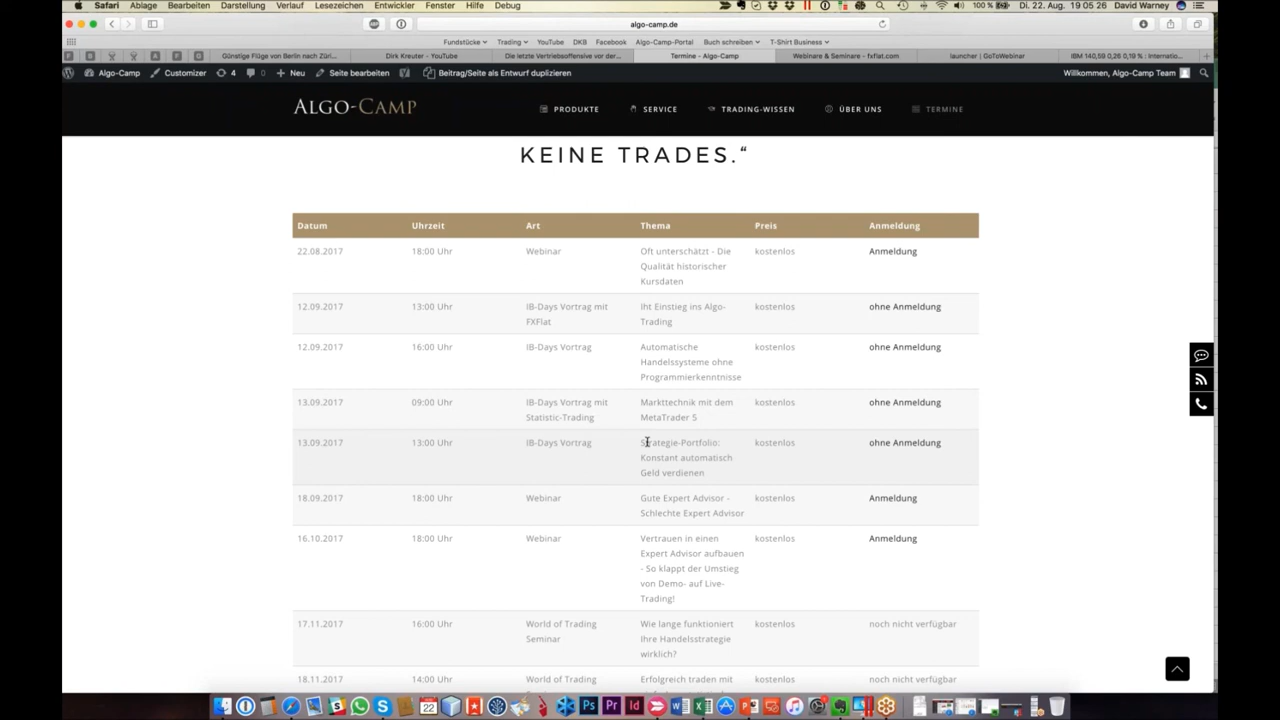 Safari Ablage Bearbeiten Darstellung Verlauf Lesezeichen Entwickler Fenster Hilfe Debug 100 % Di. 22. Aug. 19:05:26 David Warney
algo-camp.de
Fundstücke Trading YouTube DKB Facebook Algo-Camp-Portal Buch schreiben T-Shirt Business
Günstige Flüge von Berlin nach Züri... Dirk Kreuter - YouTube Die letzte Vertriebsoffensive vor der... Termine - Algo-Camp Webinare & Seminare - fxflat.com launcher | GoToWebinar IBM 140,59 0,26 0,19 % : Internatio...
Algo-Camp Customizer 4 0 Neu Seite bearbeiten Beitrag/Seite als Entwurf duplizieren Willkommen, Algo-Camp Team
ALGO-CAMP PRODUKTE SERVICE TRADING-WISSEN ÜBER UNS TERMINE
KEINE TRADES.“
Datum Uhrzeit Art Thema Preis Anmeldung
22.08.2017 18:00 Uhr Webinar Oft unterschätzt - Die kostenlos Anmeldung
Qualität historischer
Kursdaten
12.09.2017 13:00 Uhr IB-Days Vortrag mit Iht Einstieg ins Algo- kostenlos ohne Anmeldung
FXFlat Trading
12.09.2017 16:00 Uhr IB-Days Vortrag Automatische kostenlos ohne Anmeldung
Handelssysteme ohne
Programmierkenntnisse
13.09.2017 09:00 Uhr IB-Days Vortrag mit Markttechnik mit dem kostenlos ohne Anmeldung
Statistic-Trading MetaTrader 5
13.09.2017 13:00 Uhr IB-Days Vortrag Strategie-Portfolio: kostenlos ohne Anmeldung
Konstant automatisch
Geld verdienen
18.09.2017 18:00 Uhr Webinar Gute Expert Advisor - kostenlos Anmeldung
Schlechte Expert Advisor
16.10.2017 18:00 Uhr Webinar Vertrauen in einen kostenlos Anmeldung
Expert Advisor aufbauen
- So klappt der Umstieg
von Demo- auf Live-
Trading!
17.11.2017 16:00 Uhr World of Trading Wie lange funktioniert kostenlos noch nicht verfügbar
Seminar Ihre Handelsstrategie
wirklich?
18.11.2017 14:00 Uhr World of Trading Erfolgreich traden mit kostenlos noch nicht verfügbar
22 Ps Pr Id